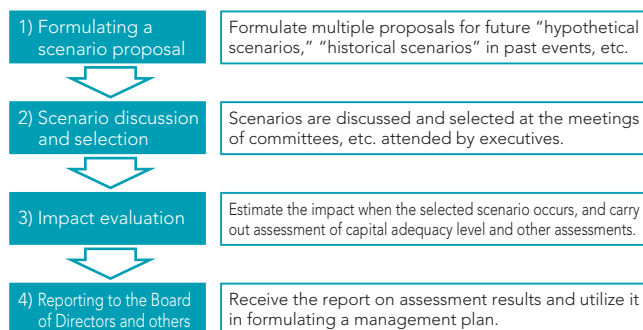 1) Formulating a
scenario proposal
Formulate multiple proposals for future “hypothetical
scenarios,” “historical scenarios” in past events, etc.
2) Scenario discussion
and selection
Scenarios are discussed and selected at the meetings
of committees, etc. attended by executives.
3) Impact evaluation
Estimate the impact when the selected scenario occurs, and carry
out assessment of capital adequacy level and other assessments.
4) Reporting to the Board
of Directors and others
Receive the report on assessment results and utilize it
in formulating a management plan.